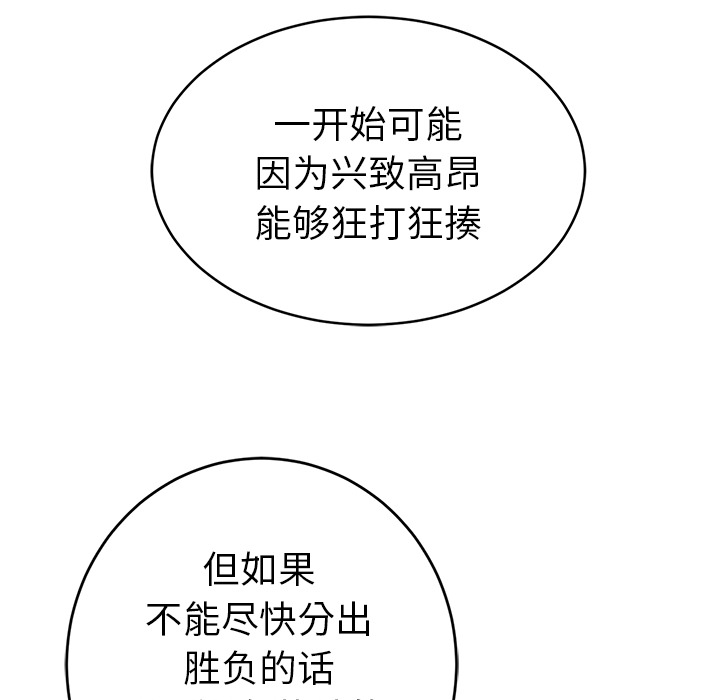 一开始可能
因为兴致高昂
能够狂打狂揍
但如果
不能尽快分出
胜负的话